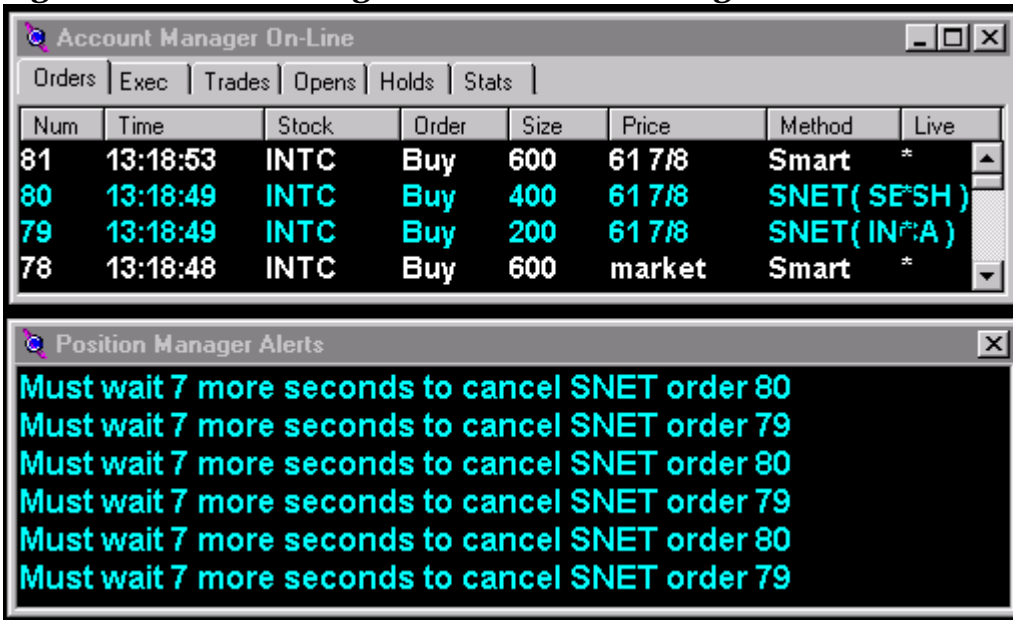 Account Manager On-Line
Orders Exec Trades Opens Holds Stats
Num Time Stock Order Size Price Method Live
81 13:18:53 INTC Buy 600 61 7/8 Smart *
80 13:18:49 INTC Buy 400 61 7/8 SNET( SE*SH )
79 13:18:49 INTC Buy 200 61 7/8 SNET( IN
78 13:18:48 INTC Buy 600 market Smart *
Position Manager Alerts
Must wait 7 more seconds to cancel SNET order 80
Must wait 7 more seconds to cancel SNET order 79
Must wait 7 more seconds to cancel SNET order 80
Must wait 7 more seconds to cancel SNET order 79
Must wait 7 more seconds to cancel SNET order 80
Must wait 7 more seconds to cancel SNET order 79